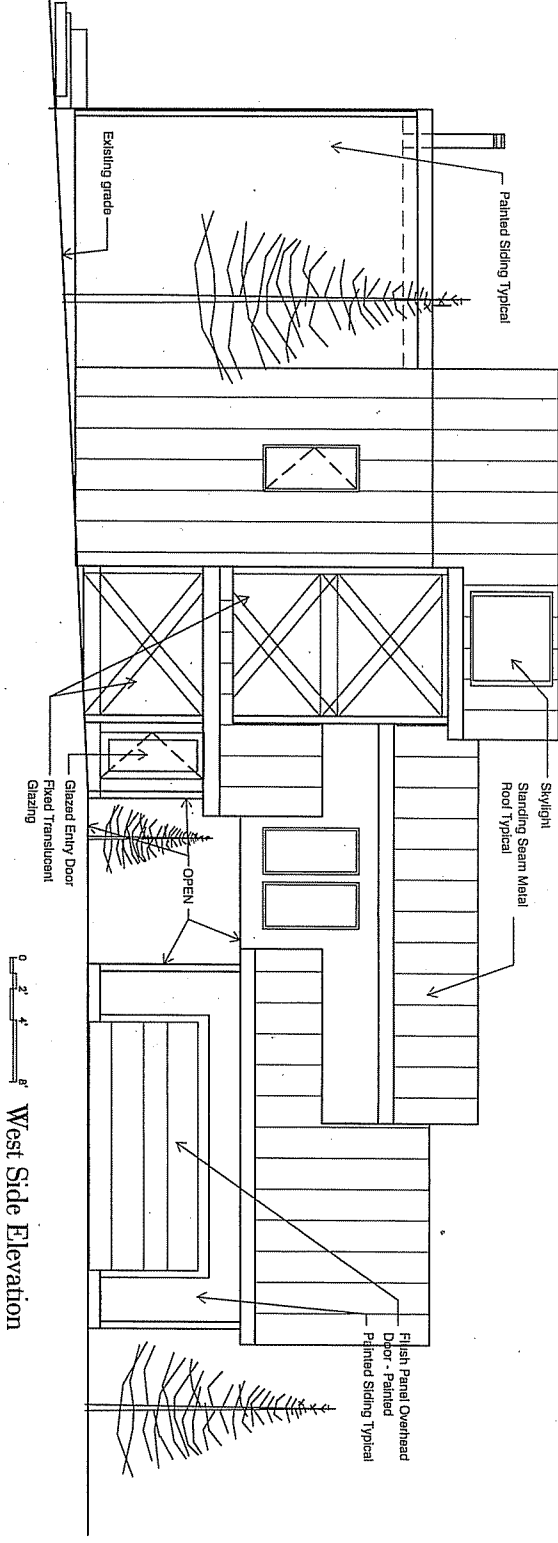 Painted Siding Typical
Existing grade
Skylight
Standing Seam Metal
Roof Typical
Glazed Entry Door
Fixed Translucent
Glazing
OPEN
Flush Panel Overhead
Door - Painted
Painted Siding Typical
0 2' 4' 8'
West Side Elevation